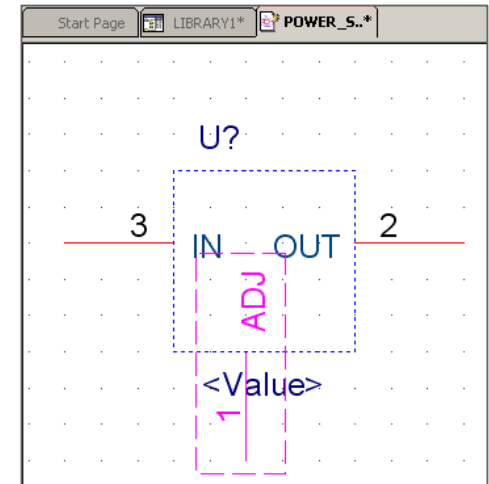 Start Page LIBRARY1* POWER_S..*
U?
3 IN OUT 2
ADJ
<Value>
1